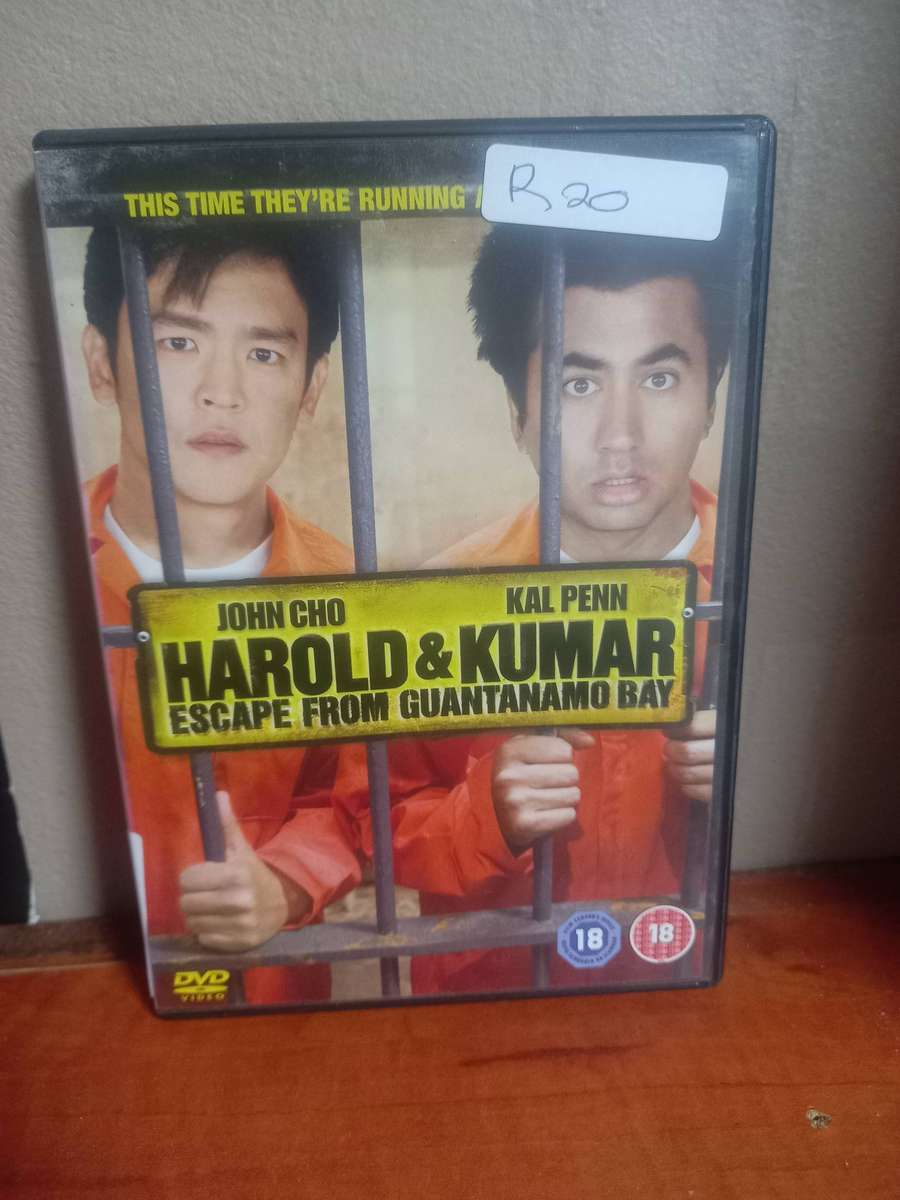 THIS TIME THEY'RE RUNNING
R 20
JOHN CHO
KAL PENN
HAROLD & KUMAR
ESCAPE FROM GUANTANAMO BAY
18
18
DVD
VIDEO